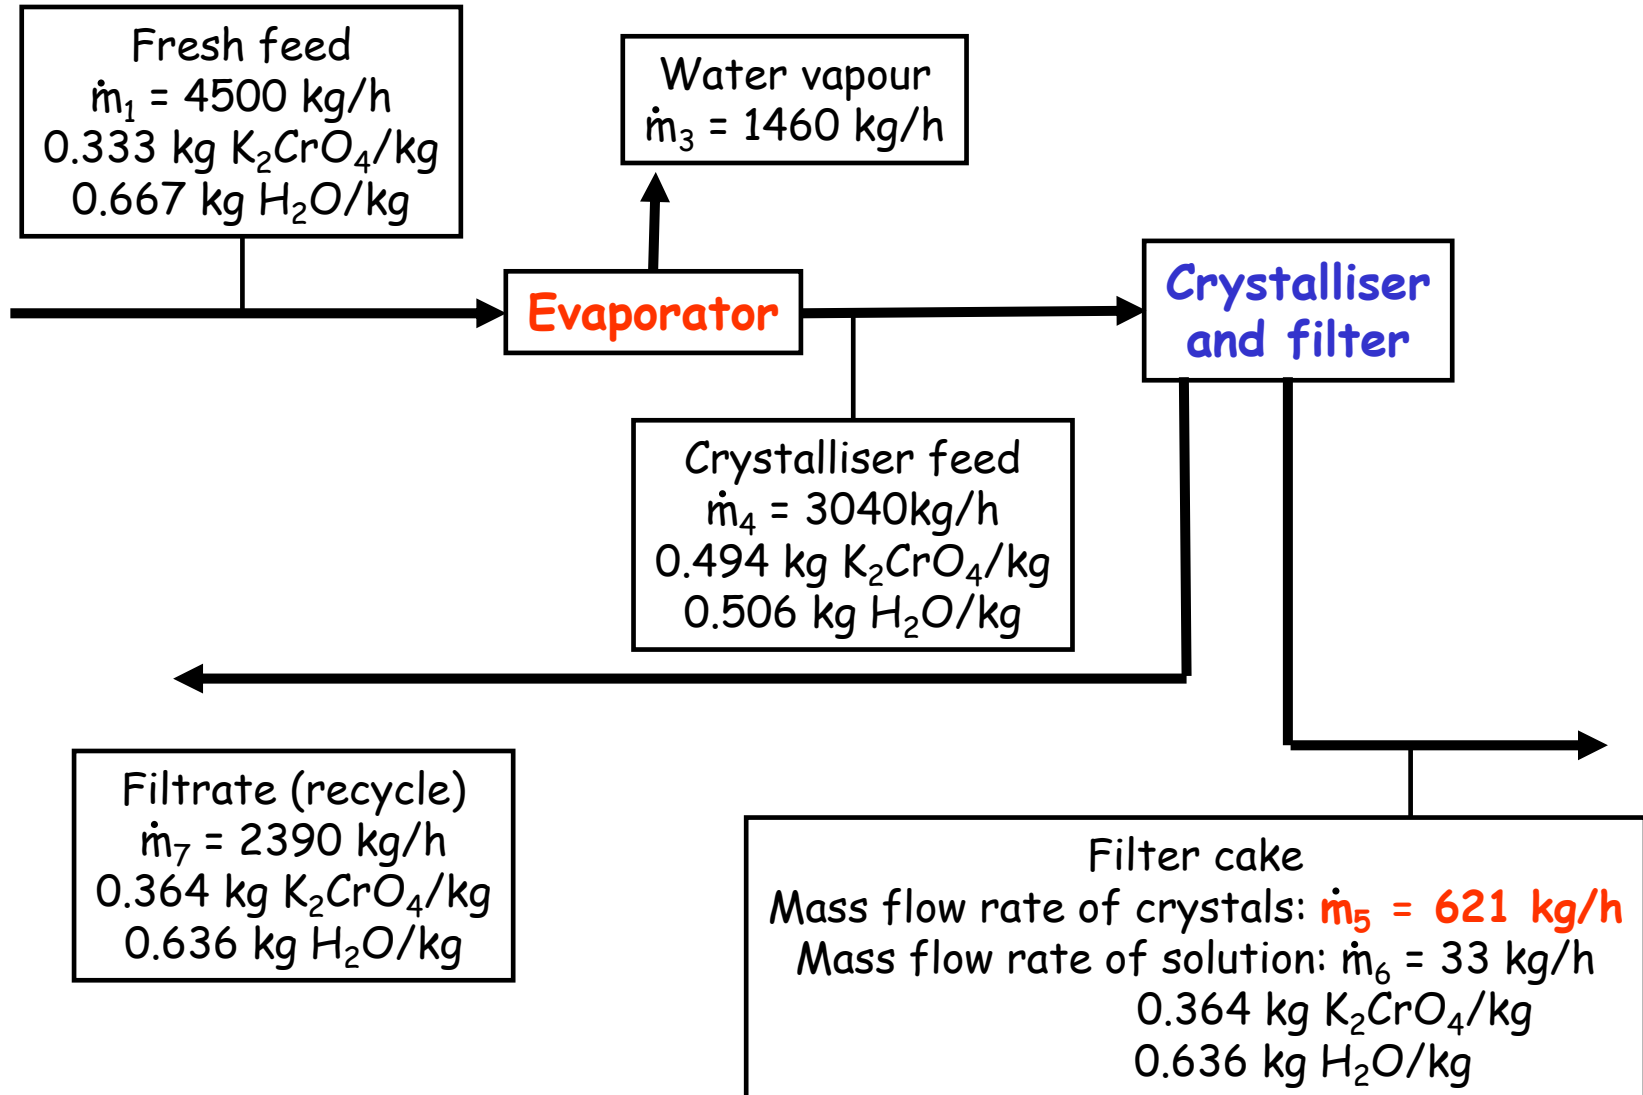 Fresh feed
ṁ₁ = 4500 kg/h
0.333 kg K₂CrO₄/kg
0.667 kg H₂O/kg
Water vapour
ṁ₃ = 1460 kg/h
Evaporator
Crystalliser
and filter
Crystalliser feed
ṁ₄ = 3040kg/h
0.494 kg K₂CrO₄/kg
0.506 kg H₂O/kg
Filtrate (recycle)
ṁ₇ = 2390 kg/h
0.364 kg K₂CrO₄/kg
0.636 kg H₂O/kg
Filter cake
Mass flow rate of crystals: ṁ₅ = 621 kg/h
Mass flow rate of solution: ṁ₆ = 33 kg/h
0.364 kg K₂CrO₄/kg
0.636 kg H₂O/kg